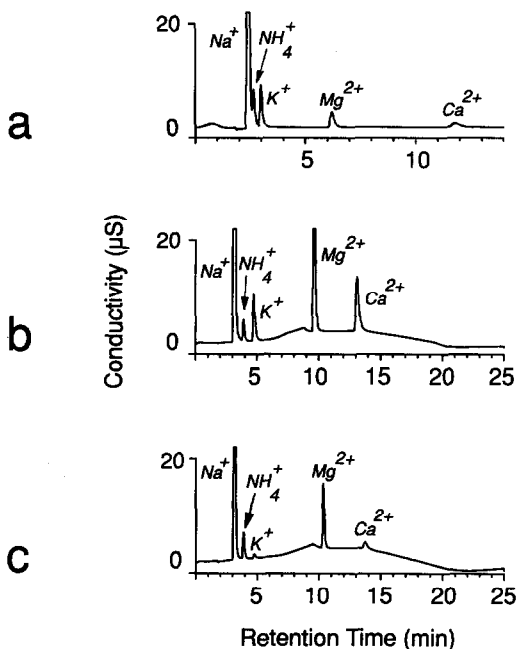 a
20
0
Na⁺
NH₄⁺
K⁺
Mg²⁺
Ca²⁺
5
10
Conductivity (µS)
b
20
0
Na⁺
NH₄⁺
K⁺
Mg²⁺
Ca²⁺
5
10
15
20
25
c
20
0
Na⁺
NH₄⁺
K⁺
Mg²⁺
Ca²⁺
5
10
15
20
25
Retention Time (min)